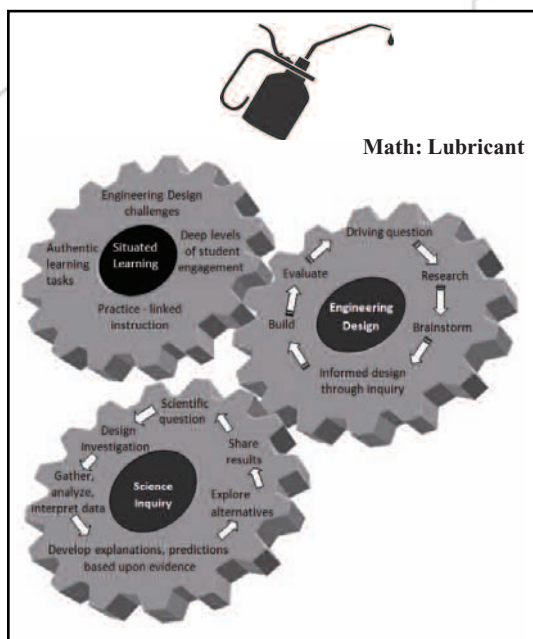 Math: Lubricant
Engineering Design
challenges
Authentic
learning
tasks
Situated
Learning
Deep levels
of student
engagement
Practice - linked
instruction
Driving question
Research
Brainstorm
Informed design
through inquiry
Build
Evaluate
Engineering
Design
Scientific
question
Design
investigation
Gather,
analyze,
interpret data
Develop explanations, predictions
based upon evidence
Explore
alternatives
Share
results
Science
Inquiry